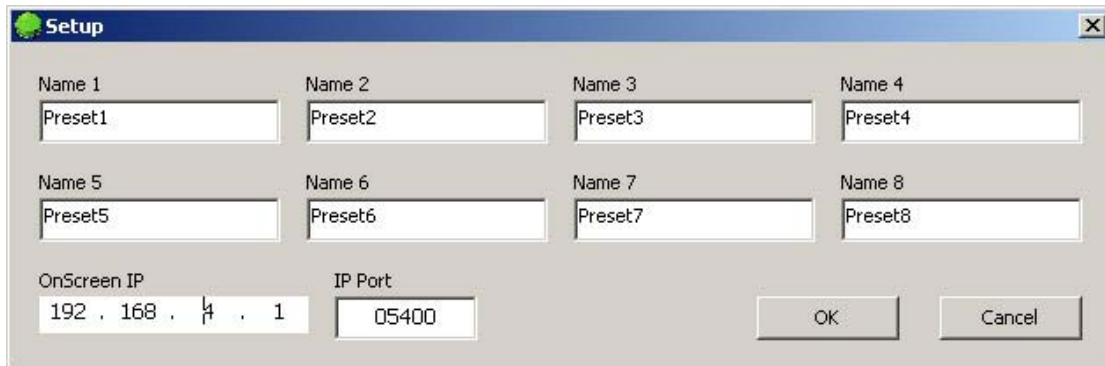 Setup
Name 1 Name 2 Name 3 Name 4
Preset1 Preset2 Preset3 Preset4
Name 5 Name 6 Name 7 Name 8
Preset5 Preset6 Preset7 Preset8
OnScreen IP IP Port
192 . 168 . 4 . 1 05400 OK Cancel